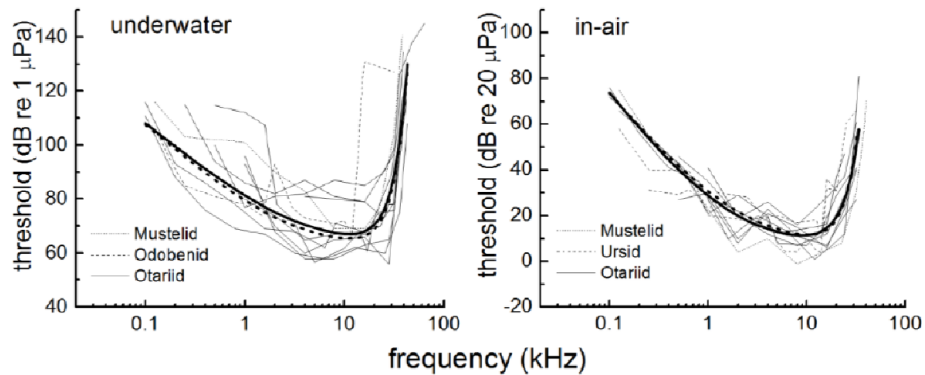 underwater
threshold (dB re 1 μPa)
140
120
100
80
60
40
Mustelid
Odobenid
Otariid
0.1
1
10
100
in-air
threshold (dB re 20 μPa)
100
80
60
40
20
0
-20
Mustelid
Ursid
Otariid
0.1
1
10
100
frequency (kHz)